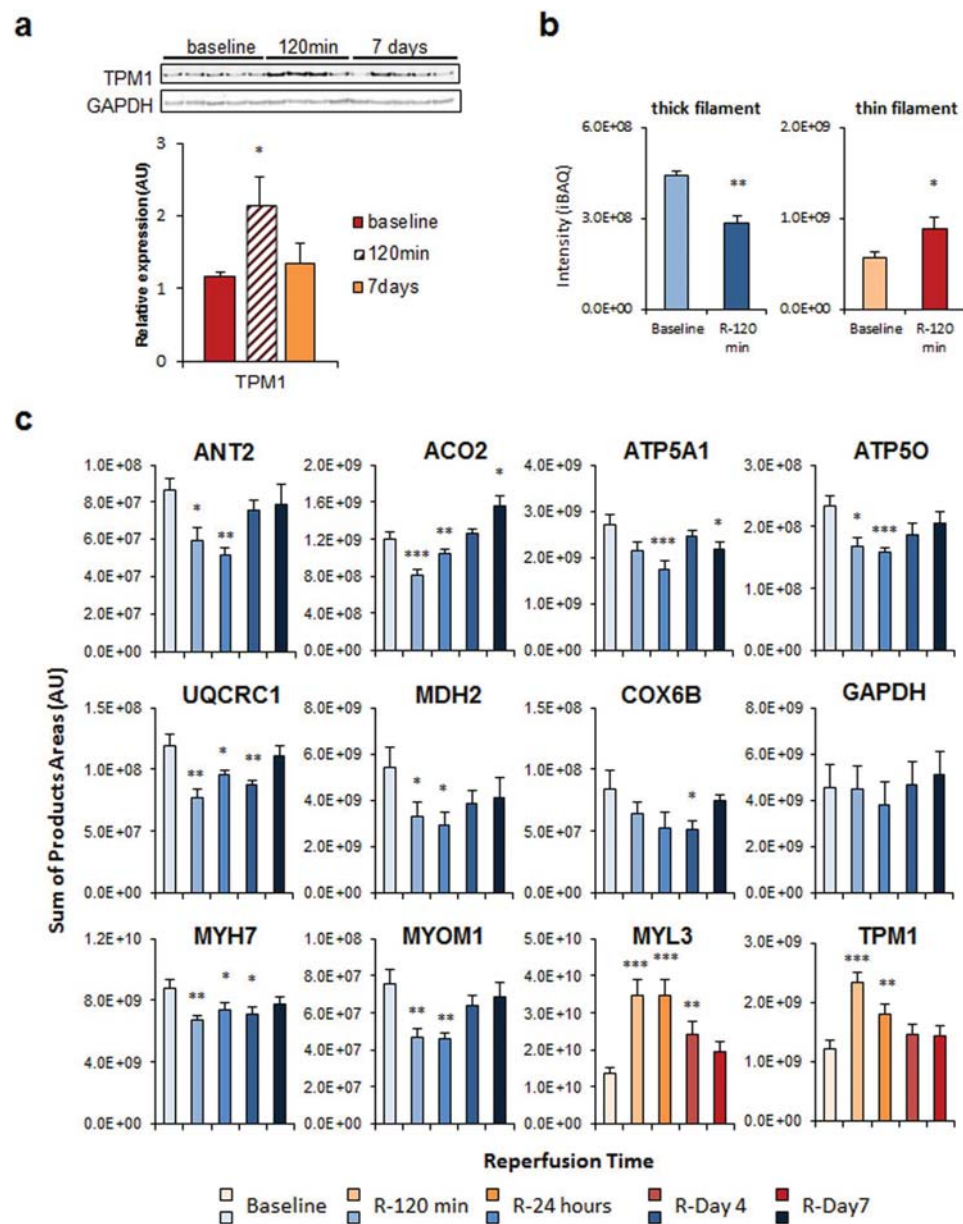 a
baseline 120min 7 days
TPM1
GAPDH
Relative expression(AU)
3
2
1
0
*
TPM1
baseline
120min
7days
b
thick filament
Intensity (iBAQ)
6.0E+08
3.0E+08
0.0E+00
**
Baseline R-120 min
thin filament
2.0E+09
1.0E+09
0.0E+00
*
Baseline R-120 min
c
Sum of Products Areas (AU)
ANT2
1.0E+08
8.0E+07
6.0E+07
4.0E+07
2.0E+07
0.0E+00
* **
ACO2
2.0E+09
1.6E+09
1.2E+09
8.0E+08
4.0E+08
0.0E+00
*** ** *
ATP5A1
4.0E+09
3.0E+09
2.0E+09
1.0E+09
0.0E+00
*** *
ATP5O
3.0E+08
2.0E+08
1.0E+08
0.0E+00
* ***
UQCRC1
1.5E+08
1.0E+08
5.0E+07
0.0E+00
** * **
MDH2
8.0E+09
6.0E+09
4.0E+09
2.0E+09
0.0E+00
* *
COX6B
1.5E+08
1.0E+08
5.0E+07
0.0E+00
*
GAPDH
8.0E+09
6.0E+09
4.0E+09
2.0E+09
0.0E+00
MYH7
1.2E+10
9.0E+09
6.0E+09
3.0E+09
0.0E+00
** * *
MYOM1
1.0E+08
8.0E+07
6.0E+07
4.0E+07
2.0E+07
0.0E+00
** **
MYL3
5.0E+10
4.0E+10
3.0E+10
2.0E+10
1.0E+10
0.0E+00
*** *** **
TPM1
3.0E+09
2.0E+09
1.0E+09
0.0E+00
*** **
Reperfusion Time
Baseline R-120 min R-24 hours R-Day 4 R-Day7